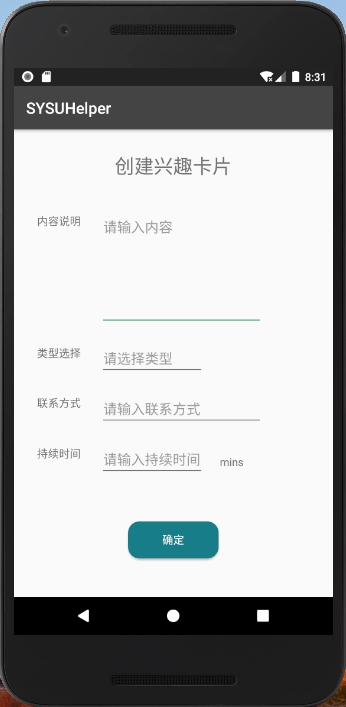 8:31
SYSUHelper
创建兴趣卡片
内容说明 请输入内容
类型选择 请选择类型
联系方式 请输入联系方式
持续时间 请输入持续时间 mins
确定